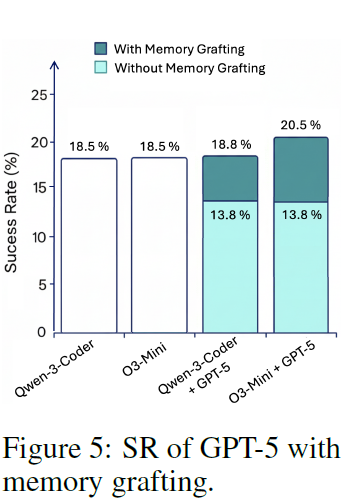 With Memory Grafting
Without Memory Grafting
Sucess Rate (%)
25
20
15
10
5
0
18.5 %
18.5 %
18.8 %
20.5 %
13.8 %
13.8 %
Qwen-3-Coder
O3-Mini
Qwen-3-Coder
+ GPT-5
O3-Mini + GPT-5
Figure 5: SR of GPT-5 with
memory grafting.